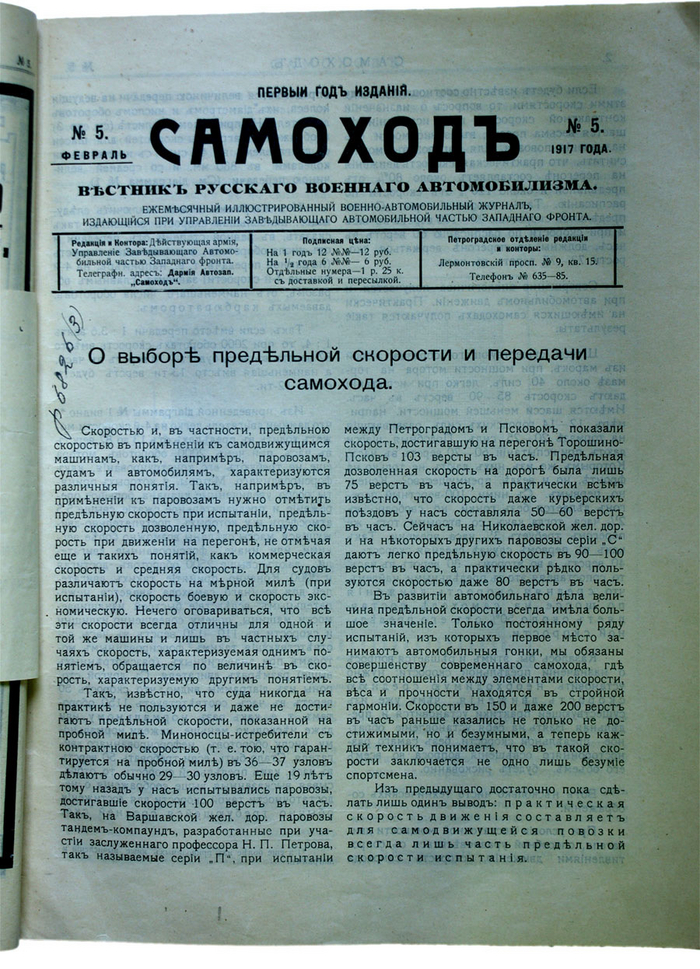 № 2.
ПЕРВЫЙ ГОДЪ ИЗДАНІЯ.
№ 5.
ФЕВРАЛЬ
САМОХОДЪ
№ 5.
1917 ГОДА.
ВѢСТНИКЪ РУССКАГО ВОЕННАГО АВТОМОБИЛИЗМА.
ЕЖЕМѢСЯЧНЫЙ ИЛЛЮСТРИРОВАННЫЙ ВОЕННО-АВТОМОБИЛЬНЫЙ ЖУРНАЛЪ,
ИЗДАЮЩІЙСЯ ПРИ УПРАВЛЕНІИ ЗАВѢДЫВАЮЩАГО АВТОМОБИЛЬНОЙ ЧАСТЬЮ ЗАПАДНАГО ФРОНТА.
Редакція и Контора: Дѣйствующая армія,
Управленіе Завѣдывающаго Автомо-
бильной частью Западнаго фронта.
Телеграфн. адресъ: Дармія Автозап.
„Самоходъ".
Подписная цѣна:
На 1 годъ 12 №№—12 руб.
На 1/2 года 6 №№— 6 руб.
Отдѣльные номера—1 р. 25 к.
съ доставкой и пересылкой.
Петроградское отдѣленіе редакціи
и конторы:
Лермонтовскій просп. № 9, кв. 15.
Телефонъ № 635—85.
О выборѣ предѣльной скорости и передачи
самохода.
Скоростью и, въ частности, предѣльною
скоростью въ примѣненіи къ самодвижущимся
машинамъ, какъ, напримѣръ, паровозамъ,
судамъ и автомобилямъ, характеризуются
различныя понятія. Такъ, напримѣръ, въ
примѣненіи къ паровозамъ нужно отмѣтить
предѣльную скорость при испытаніи, предѣль-
ную скорость дозволенную, предѣльную ско-
рость при движеніи на перегонѣ, не отмѣчая
еще и такихъ понятій, какъ коммерческая
скорость и средняя скорость. Для судовъ
различаютъ скорость на мѣрной милѣ (при
испытаніи), скорость боевую и скорость эко-
номическую. Нечего оговариваться, что всѣ
эти скорости всегда отличны для одной и
той же машины и лишь въ частныхъ слу-
чаяхъ скорость, характеризуемая однимъ по-
нятіемъ, обращается по величинѣ въ ско-
рость, характеризуемую другимъ понятіемъ.
Такъ, извѣстно, что суда никогда на
практикѣ не пользуются и даже не дости-
гаютъ предѣльной скорости, показанной на
пробной милѣ. Миноносцы-истребители съ
контрактною скоростью (т. е. тою, что гаран-
тируется на пробной милѣ) въ 36—37 узловъ
дѣлаютъ обычно 29—30 узловъ. Еще 19 лѣтъ
тому назадъ у насъ испытывались паровозы,
достигавшіе скорости 100 верстъ въ часъ.
Такъ, на Варшавской жел. дор. паровозы
тандемъ-компаундъ, разработанные при уча-
стіи заслуженнаго профессора Н. П. Петрова,
такъ называемые серіи „П", при испытаніи
между Петроградомъ и Псковомъ показали
скорость, достигавшую на перегонѣ Торошино-
Псковъ 103 версты въ часъ. Предѣльная
дозволенная скорость на дорогѣ была лишь
75 верстъ въ часъ, а практически всѣмъ
извѣстно, что скорость даже курьерскихъ
поѣздовъ у насъ составляла 50—60 верстъ
въ часъ. Сейчасъ на Николаевской жел. дор.
и на нѣкоторыхъ другихъ паровозы серіи „С"
даютъ легко предѣльную скорость въ 90—100
верстъ въ часъ, а практически рѣдко поль-
зуются скоростью даже 80 верстъ въ часъ.
Въ развитіи автомобильнаго дѣла вели-
чина предѣльной скорости всегда имѣла боль-
шое значеніе. Только постоянному ряду
испытаній, изъ которыхъ первое мѣсто за-
нимаютъ автомобильныя гонки, мы обязаны
совершенству современнаго самохода, гдѣ
всѣ соотношенія между элементами скорости,
вѣса и прочности находятся въ стройной
гармоніи. Скорости въ 150 и даже 200 верстъ
въ часъ раньше казались не только не до-
стижимыми, но и безумными, а теперь каж-
дый техникъ понимаетъ, что въ такой ско-
рости заключается не одно лишь безуміе
спортсмена.
Изъ предыдущаго достаточно пока сдѣ-
лать лишь одинъ выводъ: практическая
скорость движенія составляетъ
для самодвижущейся повозки
всегда лишь часть предѣльной
скорости испытанія.